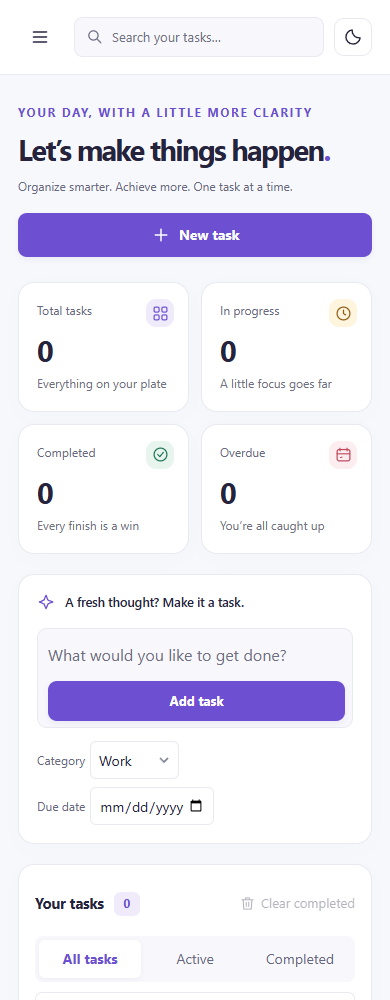 Search your tasks...
YOUR DAY, WITH A LITTLE MORE CLARITY
Let's make things happen.
Organize smarter. Achieve more. One task at a time.
New task
Total tasks
0
Everything on your plate
In progress
0
A little focus goes far
Completed
0
Every finish is a win
Overdue
0
You're all caught up
A fresh thought? Make it a task.
What would you like to get done?
Add task
Category Work
Due date mm/dd/yyyy
Your tasks 0 Clear completed
All tasks Active Completed